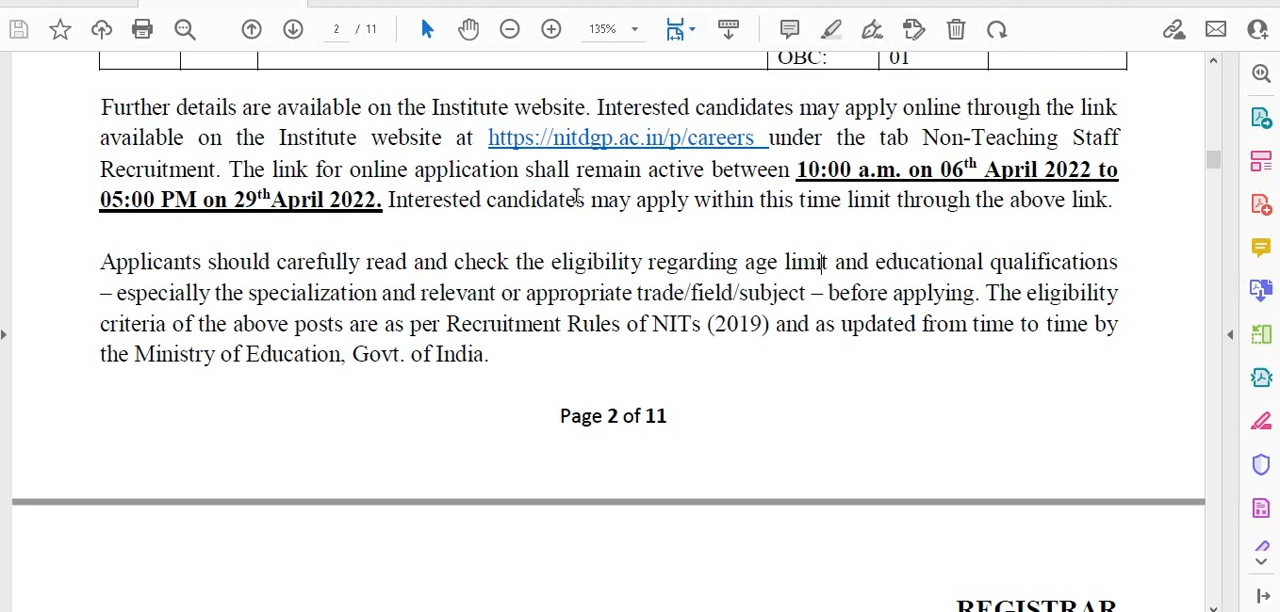 2 / 11
135%
OBC: 01
Further details are available on the Institute website. Interested candidates may apply online through the link
available on the Institute website at https://nitdgp.ac.in/p/careers under the tab Non-Teaching Staff
Recruitment. The link for online application shall remain active between 10:00 a.m. on 06th April 2022 to
05:00 PM on 29thApril 2022. Interested candidates may apply within this time limit through the above link.
Applicants should carefully read and check the eligibility regarding age limit and educational qualifications
– especially the specialization and relevant or appropriate trade/field/subject – before applying. The eligibility
criteria of the above posts are as per Recruitment Rules of NITs (2019) and as updated from time to time by
the Ministry of Education, Govt. of India.
Page 2 of 11
REGISTRAR